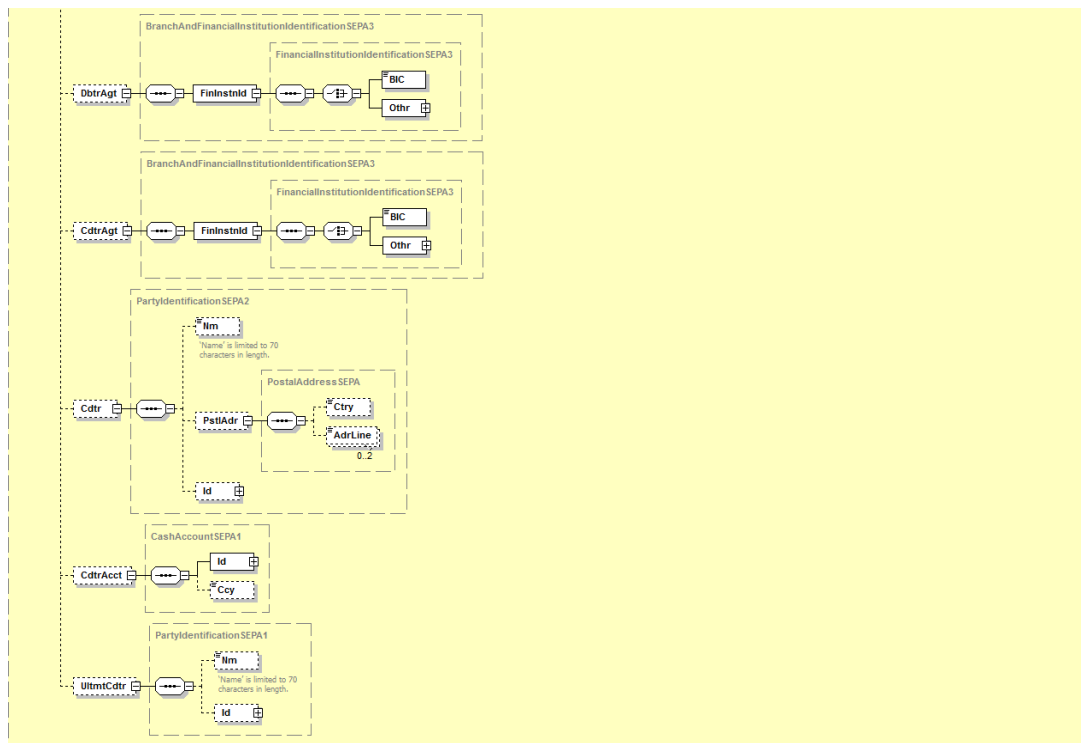 BranchAndFinancialInstitutionIdentificationSEPA3
FinancialInstitutionIdentificationSEPA3
BIC
DbtrAgt
FinInstnId
Othr
BranchAndFinancialInstitutionIdentificationSEPA3
FinancialInstitutionIdentificationSEPA3
BIC
CdtrAgt
FinInstnId
Othr
PartyIdentificationSEPA2
Nm
'Name' is limited to 70
characters in length.
PostalAddressSEPA
Cdtr
Ctry
PstlAdr
AdrLine
0..2
Id
CashAccountSEPA1
Id
CdtrAcct
Ccy
PartyIdentificationSEPA1
Nm
'Name' is limited to 70
characters in length.
UltmtCdtr
Id